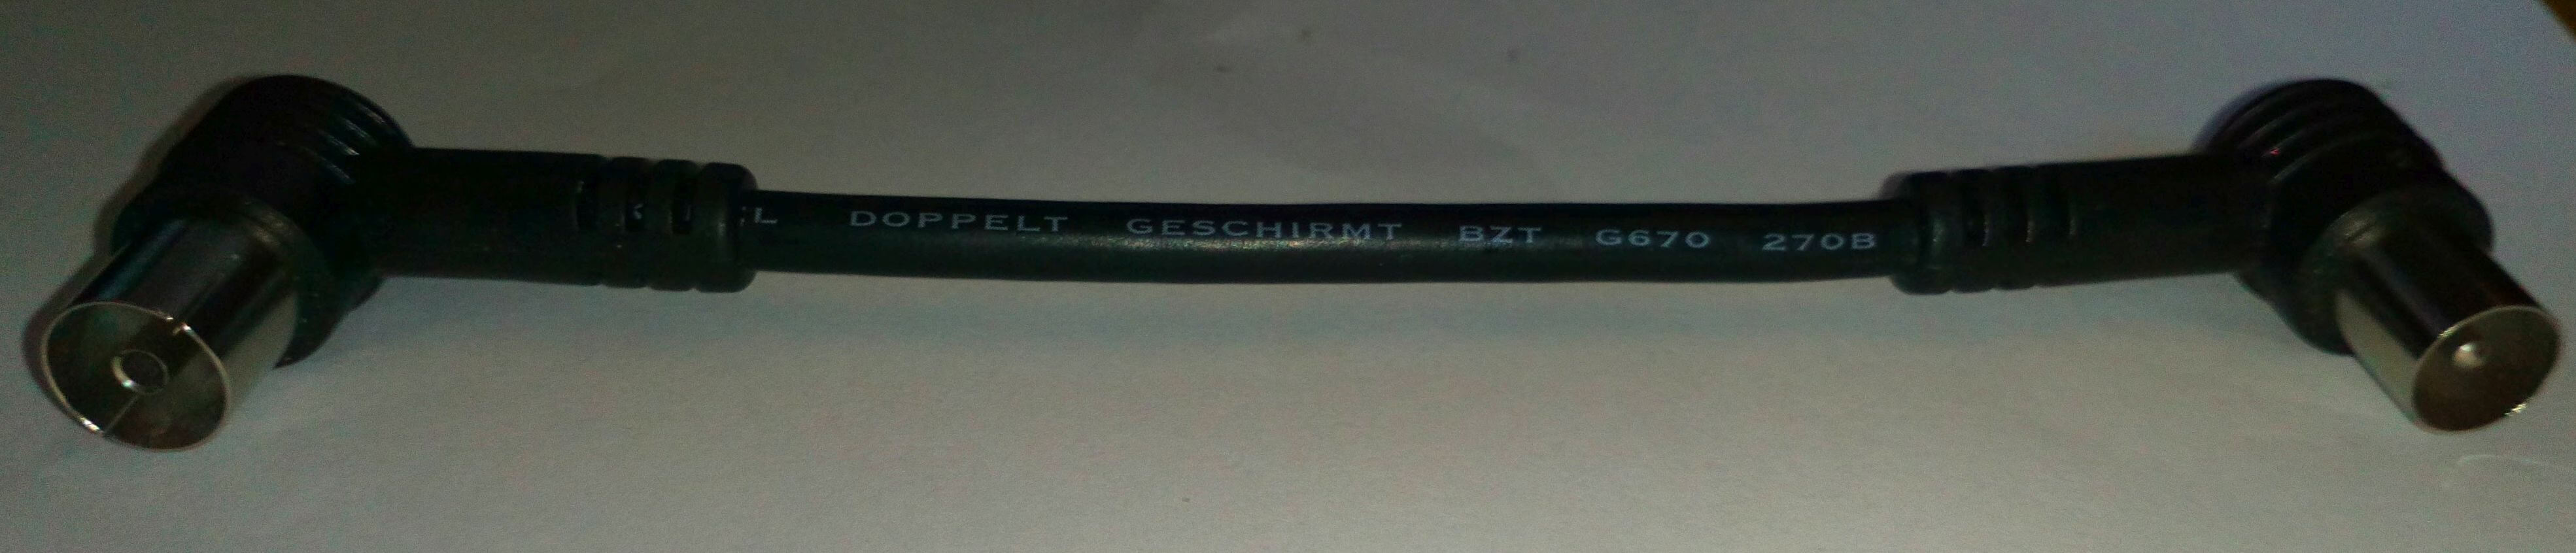 DOPPELT GESCHIRMT BZT G670 270B